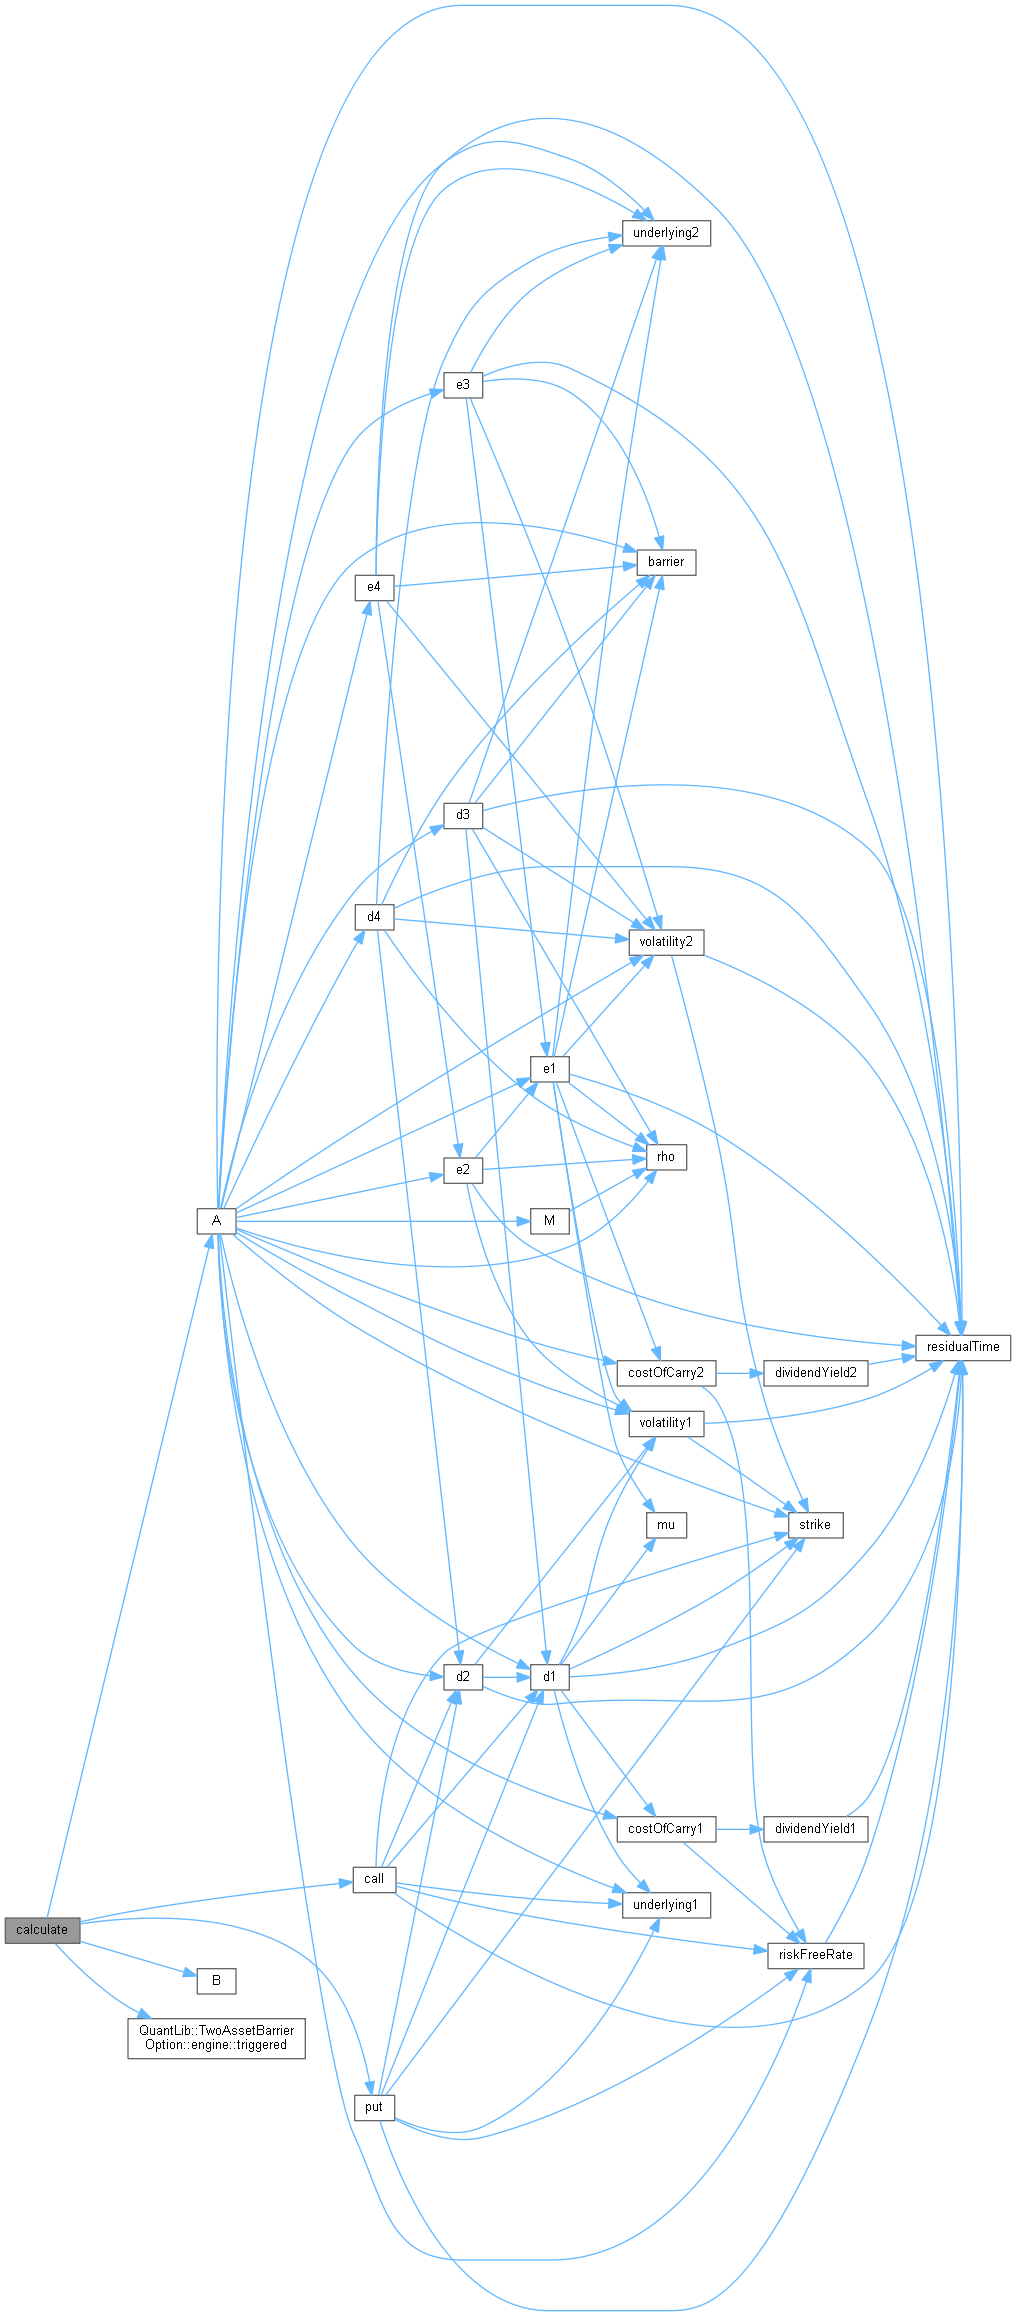 underlying2
e3
barrier
e4
d3
d4
volatility2
e1
rho
e2
A
M
residualTime
costOfCarry2
dividendYield2
volatility1
mu
strike
d2
d1
costOfCarry1
dividendYield1
call
underlying1
calculate
riskFreeRate
B
QuantLib::TwoAssetBarrier
Option::engine::triggered
put